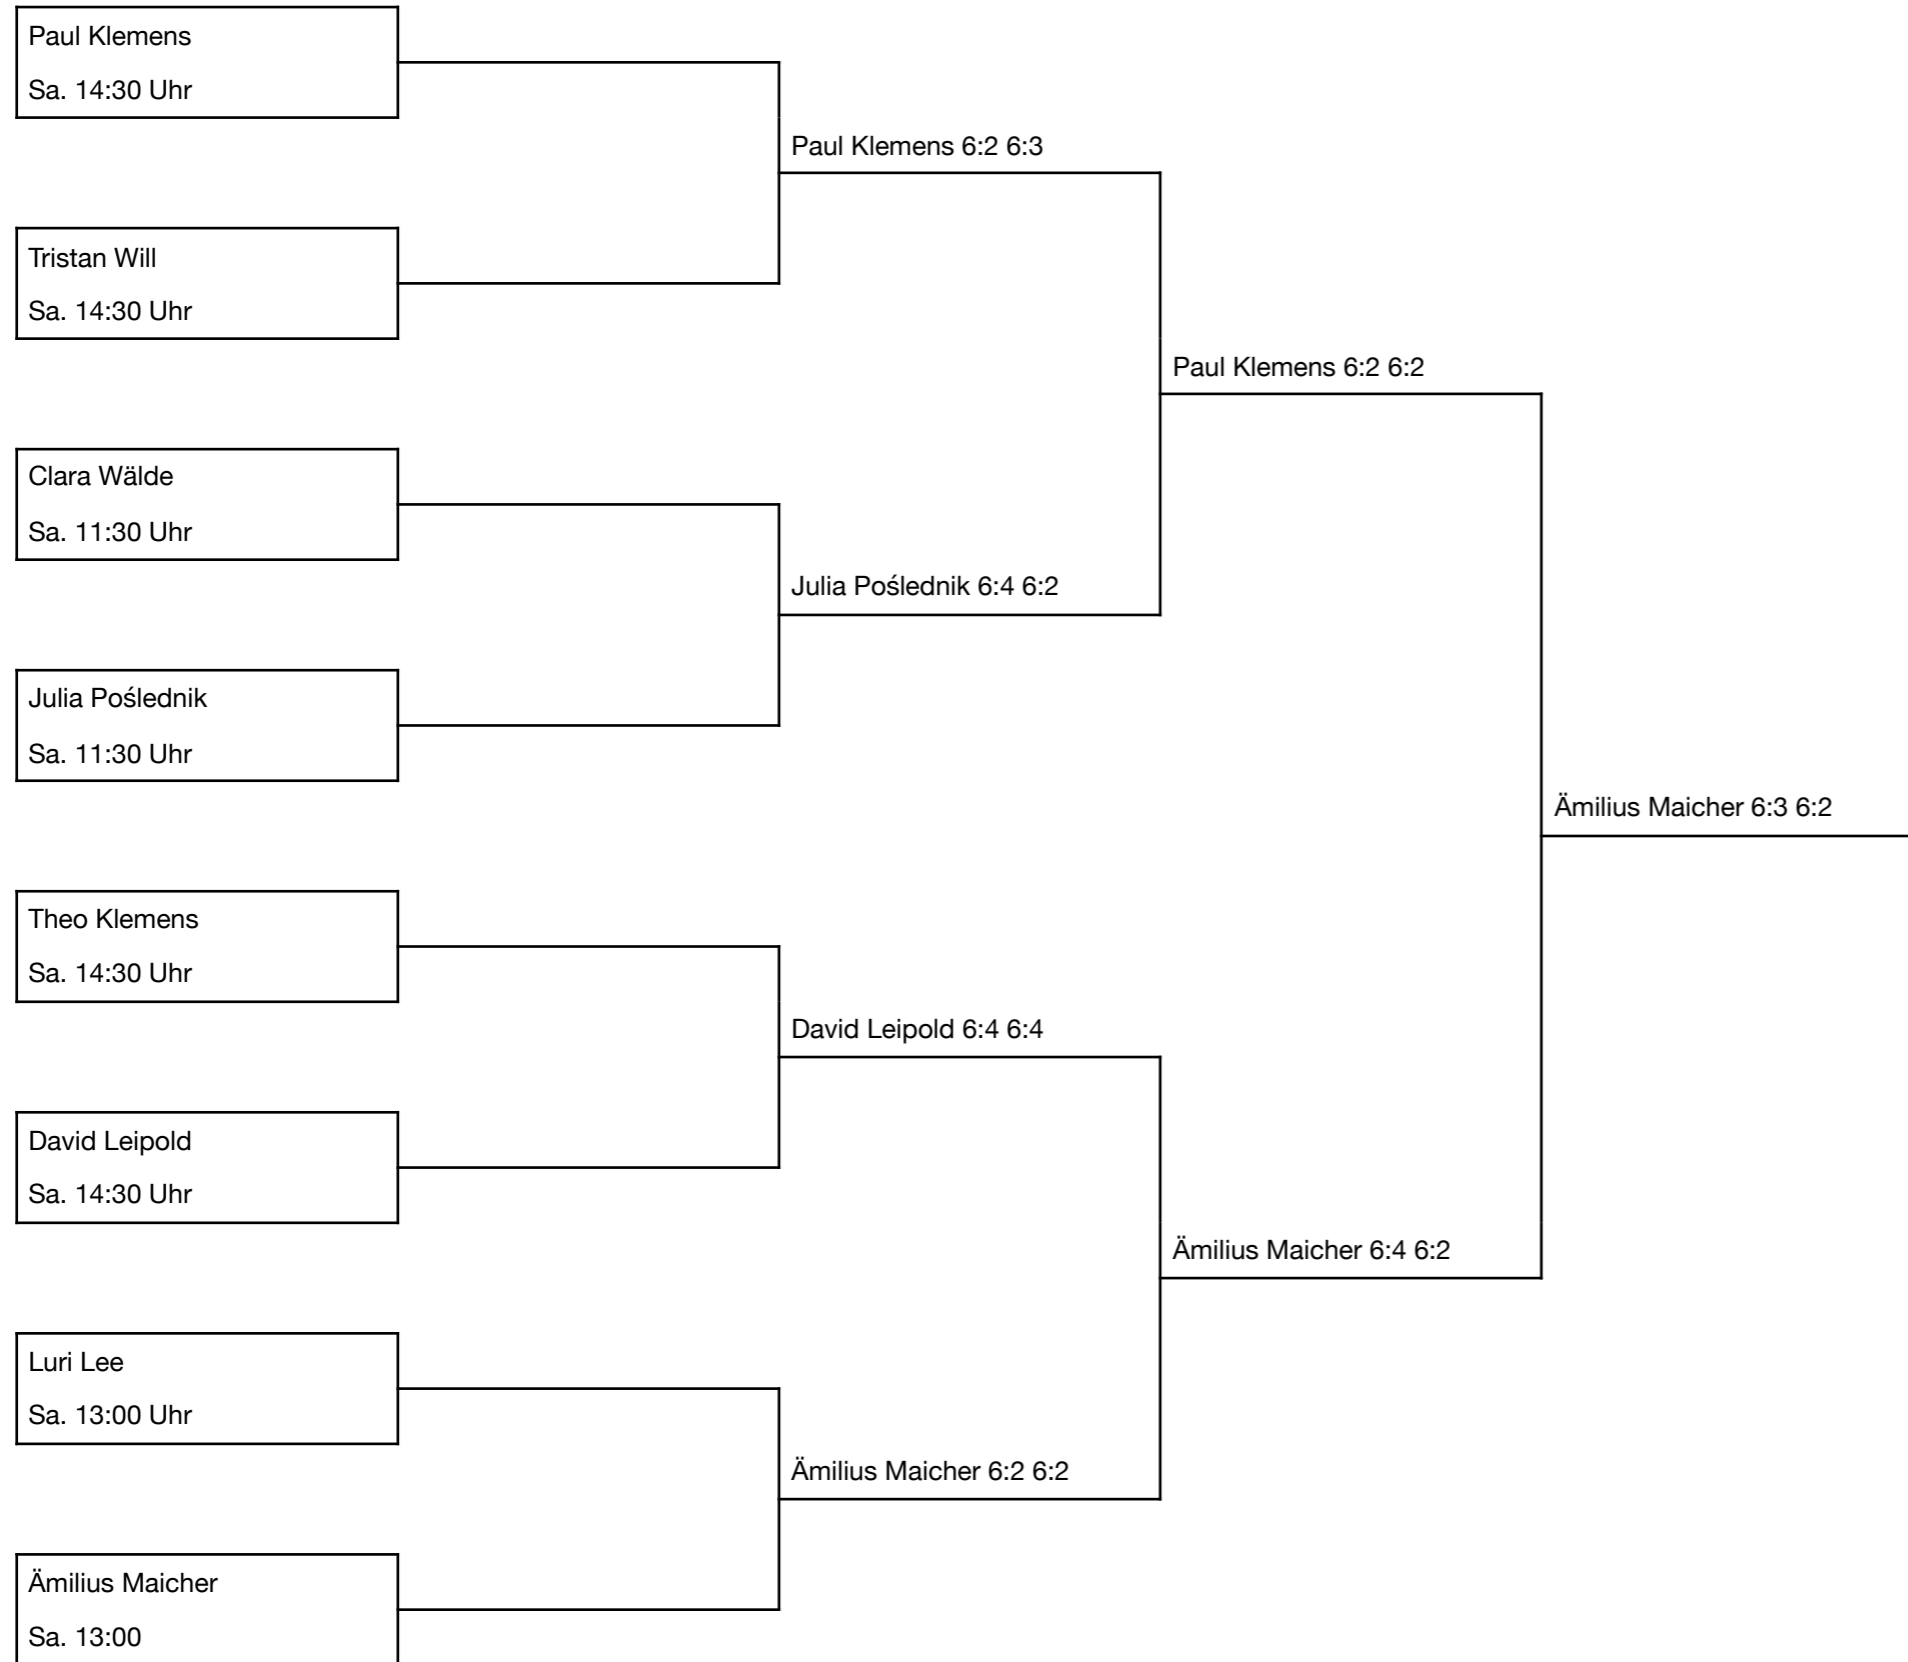 Paul Klemens
Sa. 14:30 Uhr
Paul Klemens 6:2 6:3
Tristan Will
Sa. 14:30 Uhr
Paul Klemens 6:2 6:2
Clara Wälde
Sa. 11:30 Uhr
Julia Poślednik 6:4 6:2
Julia Poślednik
Sa. 11:30 Uhr
Ämilius Maicher 6:3 6:2
Theo Klemens
Sa. 14:30 Uhr
David Leipold 6:4 6:4
David Leipold
Sa. 14:30 Uhr
Ämilius Maicher 6:4 6:2
Luri Lee
Sa. 13:00 Uhr
Ämilius Maicher 6:2 6:2
Ämilius Maicher
Sa. 13:00